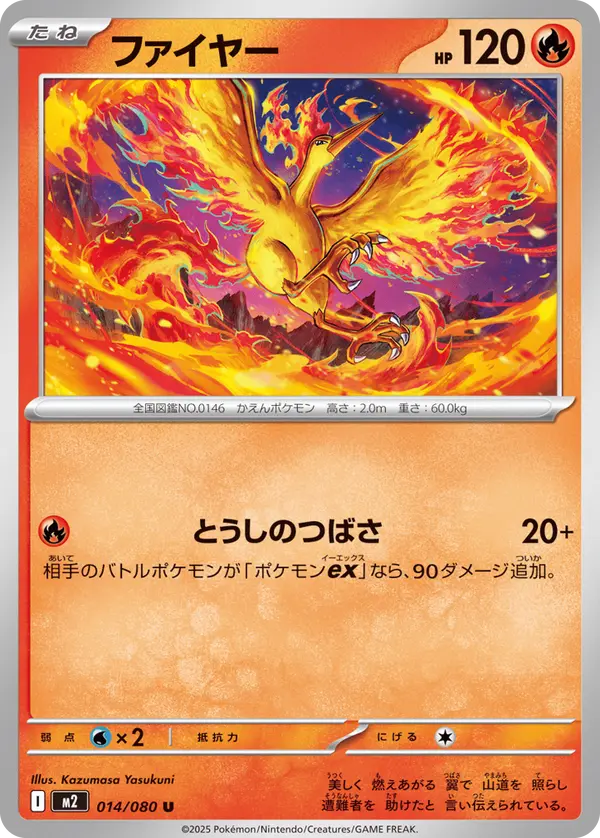 たね ファイヤー HP 120
全国図鑑NO.0146 かえんポケモン 高さ:2.0m 重さ:60.0kg
とうしのつばさ 20+
相手のバトルポケモンが「ポケモンex」なら、90ダメージ追加。
弱点 ×2 抵抗力 にげる
Illus. Kazumasa Yasukuni
I m2 014/080 U
美しく 燃えあがる 翼で 山道を 照らし
遭難者を 助けたと 言い伝えられている。
©2025 Pokémon/Nintendo/Creatures/GAME FREAK.